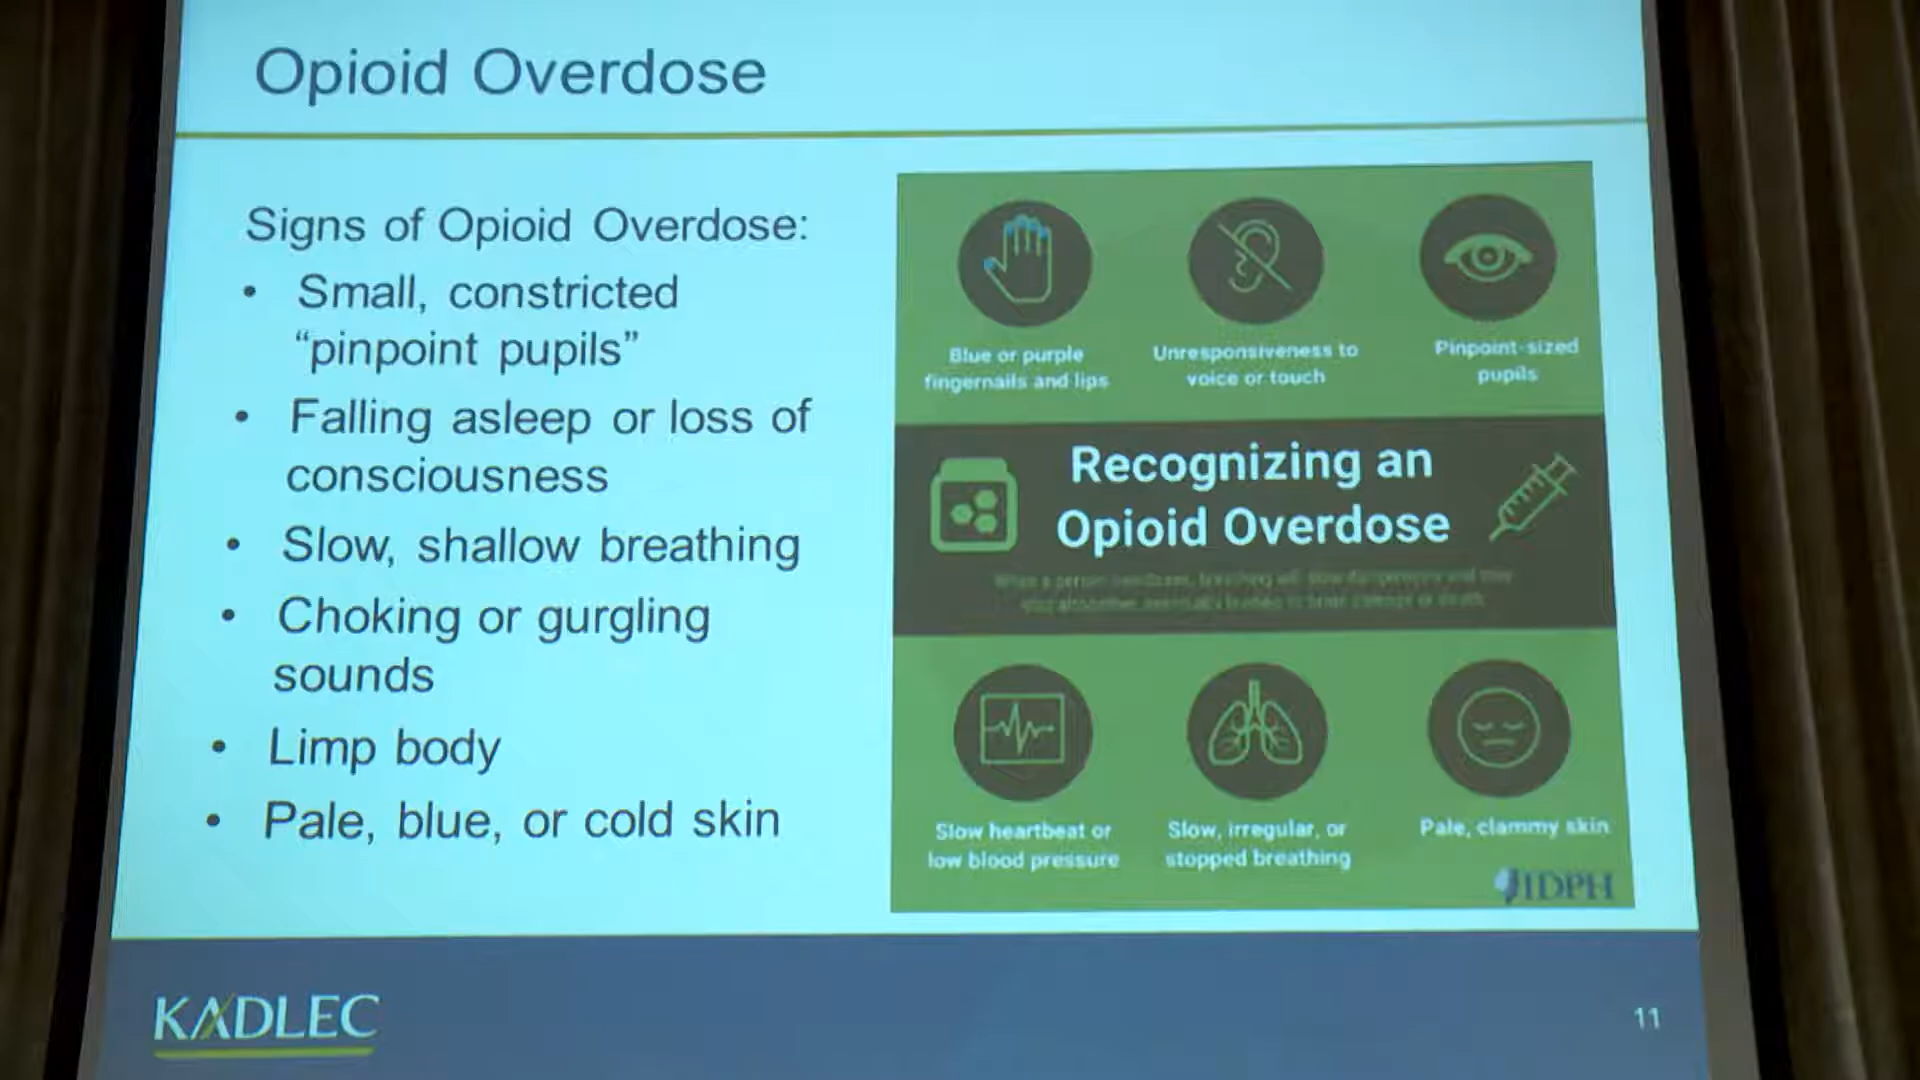 Opioid Overdose
Signs of Opioid Overdose:
• Small, constricted
“pinpoint pupils”
• Falling asleep or loss of
consciousness
• Slow, shallow breathing
• Choking or gurgling
sounds
• Limp body
• Pale, blue, or cold skin
Blue or purple
fingernails and lips
Unresponsiveness to
voice or touch
Pinpoint-sized
pupils
Recognizing an
Opioid Overdose
Slow heartbeat or
low blood pressure
Slow, irregular, or
stopped breathing
Pale, clammy skin
IDPH
KADLEC
11